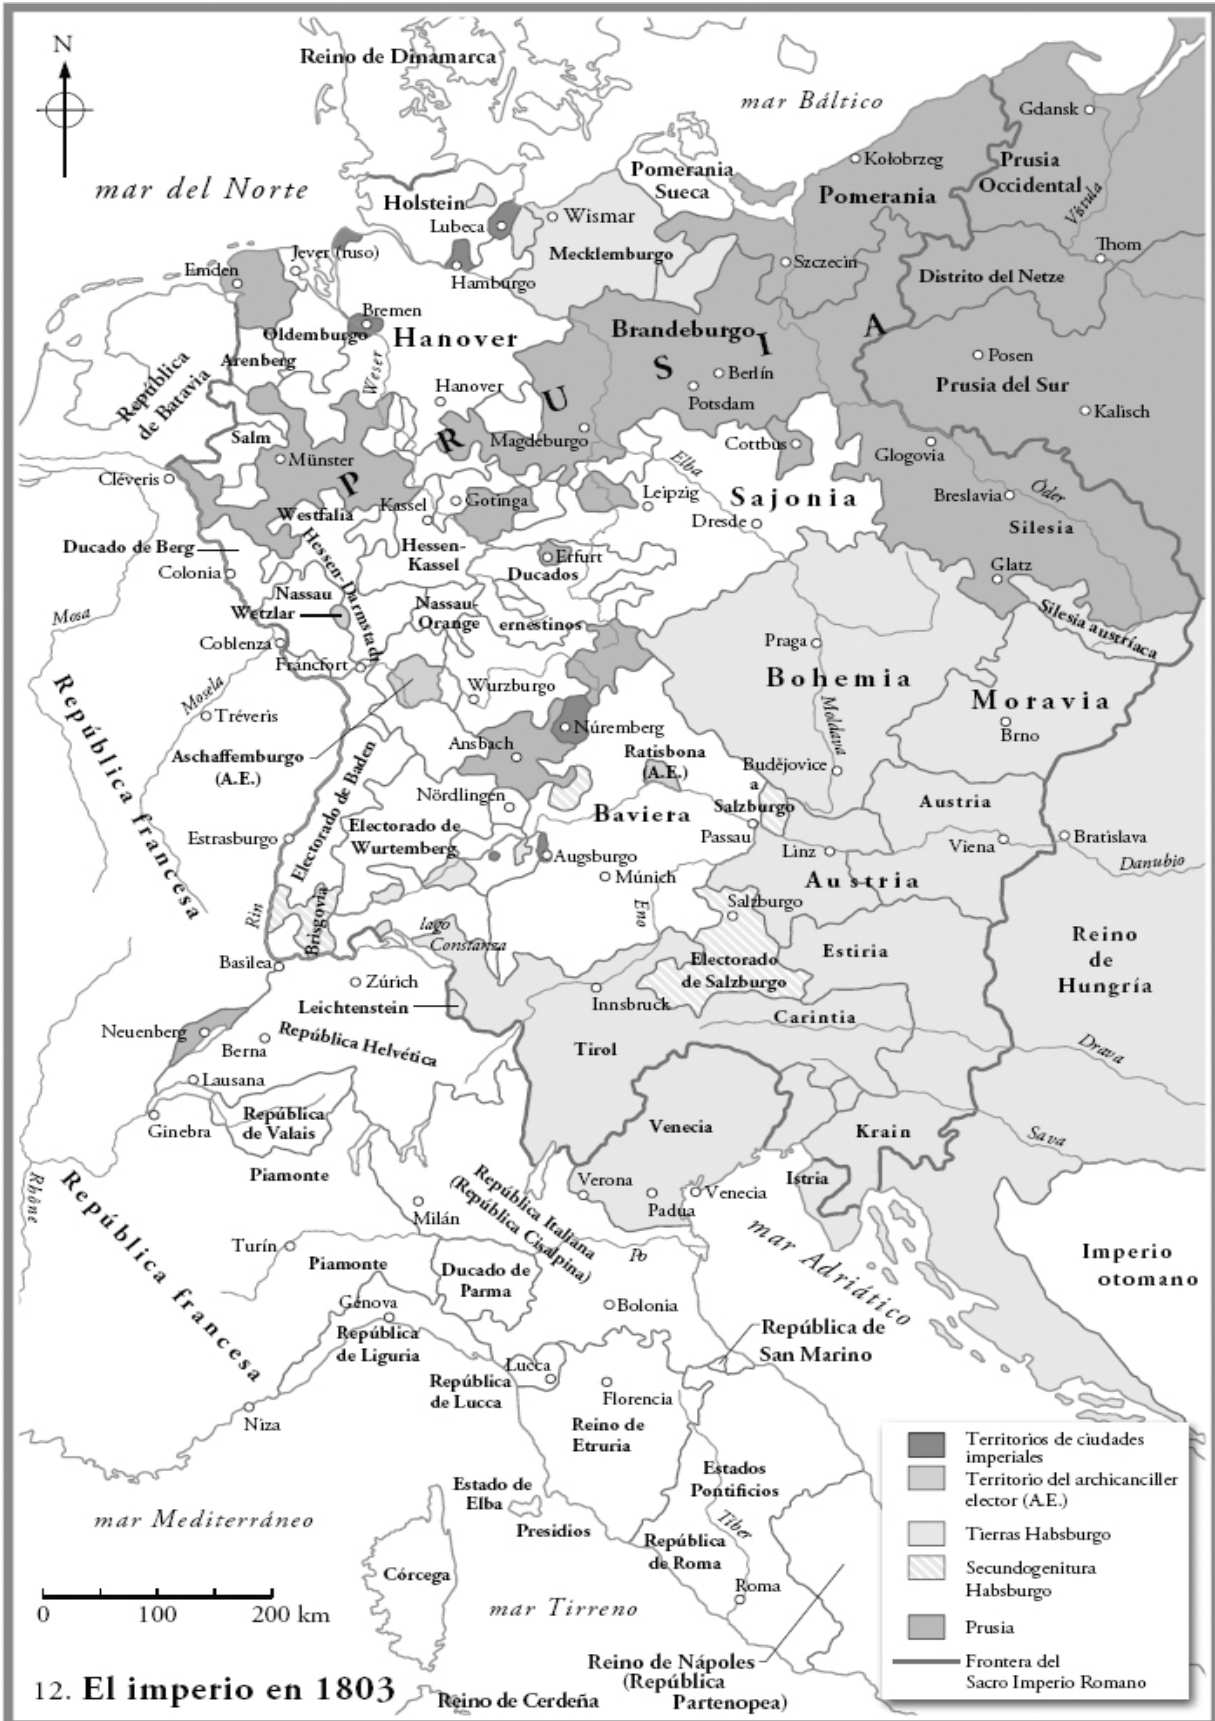 N
Reino de Dinamarca
mar Báltico
mar del Norte
Gdansk
Kołobrzeg
Prusia
Occidental
Pomerania
Sueca
Pomerania
Vístula
Holstein
Lubeca
Wismar
Mecklemburgo
Jever (ruso)
Emden
Hamburgo
Szczecin
Thom
Distrito del Netze
Bremen
Oldemburgo
Hanover
Arenberg
Weser
Brandeburgo
República
de Batavia
Hanover
Berlín
Potsdam
Posen
Prusia del Sur
Kalisch
P R U S I A
Salm
Münster
Magdeburgo
Cottbus
Glogovia
Cléveris
Elba
Leipzig
Sajonia
Dresde
Breslavia
Oder
Silesia
Westfalia
Kassel
Gotinga
Ducado de Berg
Colonia
Hessen-
Kassel
Hessen-Darmstadt
Erfurt
Ducados
ernestinos
Glatz
Silesia austríaca
Nassau
Wetzlar
Nassau-
Orange
Mosa
Coblenza
Fráncfort
Praga
Bohemia
Moravia
Brno
Moldava
Mosela
Tréveris
Wurzburgo
República francesa
Aschaffemburgo
(A.E.)
Núremberg
Ansbach
Ratisbona
(A.E.)
Budějovice
a
Salzburgo
Nördlingen
Baviera
Passau
Austria
Electorado de Baden
Electorado de
Wurtemberg
Estrasburgo
Augsburgo
Múnich
Linz
Viena
Bratislava
Danubio
Austria
Rin
Brisgovia
lago
Constanza
Eno
Salzburgo
Electorado
de Salzburgo
Estiria
Reino
de
Hungría
Basilea
Zúrich
Leichtenstein
Innsbruck
Carintia
Neuenberg
Berna
República Helvética
Tirol
Drava
Lausana
Ginebra
República
de Valais
Venecia
Krain
Sava
Piamonte
Rhône
República francesa
República Italiana
(República Cisalpina)
Verona
Padua
Venecia
Istria
Milán
mar Adriático
Turín
Piamonte
Po
Ducado de
Parma
Imperio
otomano
Génova
República
de Liguria
Bolonia
República de
San Marino
Lucca
República
de Lucca
Florencia
Reino de
Etruria
Niza
Estados
Pontificios
Estado de
Elba
Presidios
Tíber
República
de Roma
Roma
mar Mediterráneo
Córcega
mar Tirreno
0 100 200 km
Reino de Nápoles
(República
Partenopea)
Reino de Cerdeña
12. El imperio en 1803
Territorios de ciudades
imperiales
Territorio del archicanciller
elector (A.E.)
Tierras Habsburgo
Secundogenitura
Habsburgo
Prusia
Frontera del
Sacro Imperio Romano